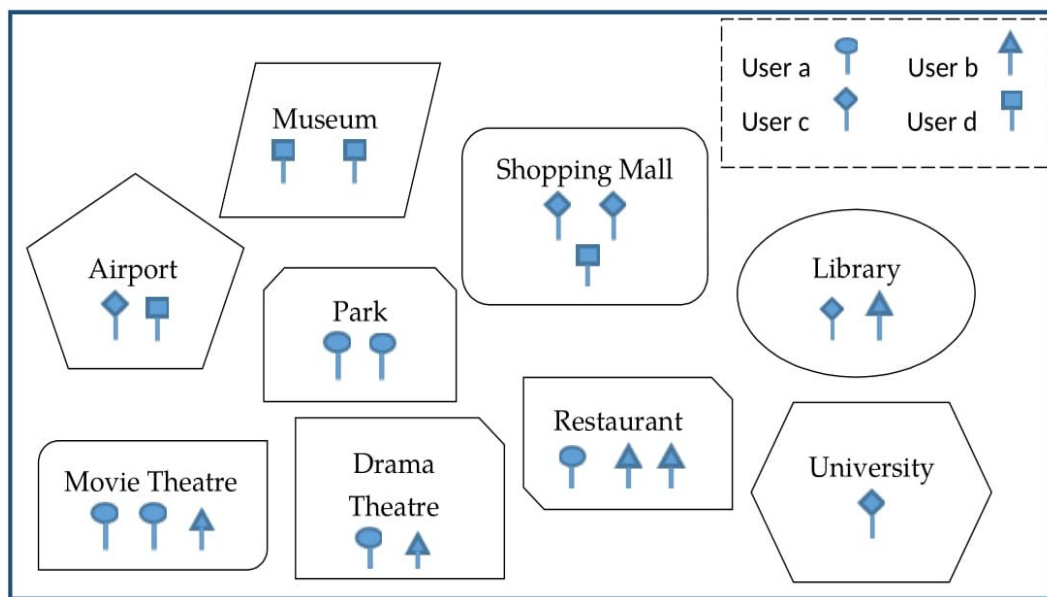 User a
User b
User c
User d
Museum
Shopping Mall
Airport
Library
Park
Restaurant
Movie Theatre
Drama
Theatre
University